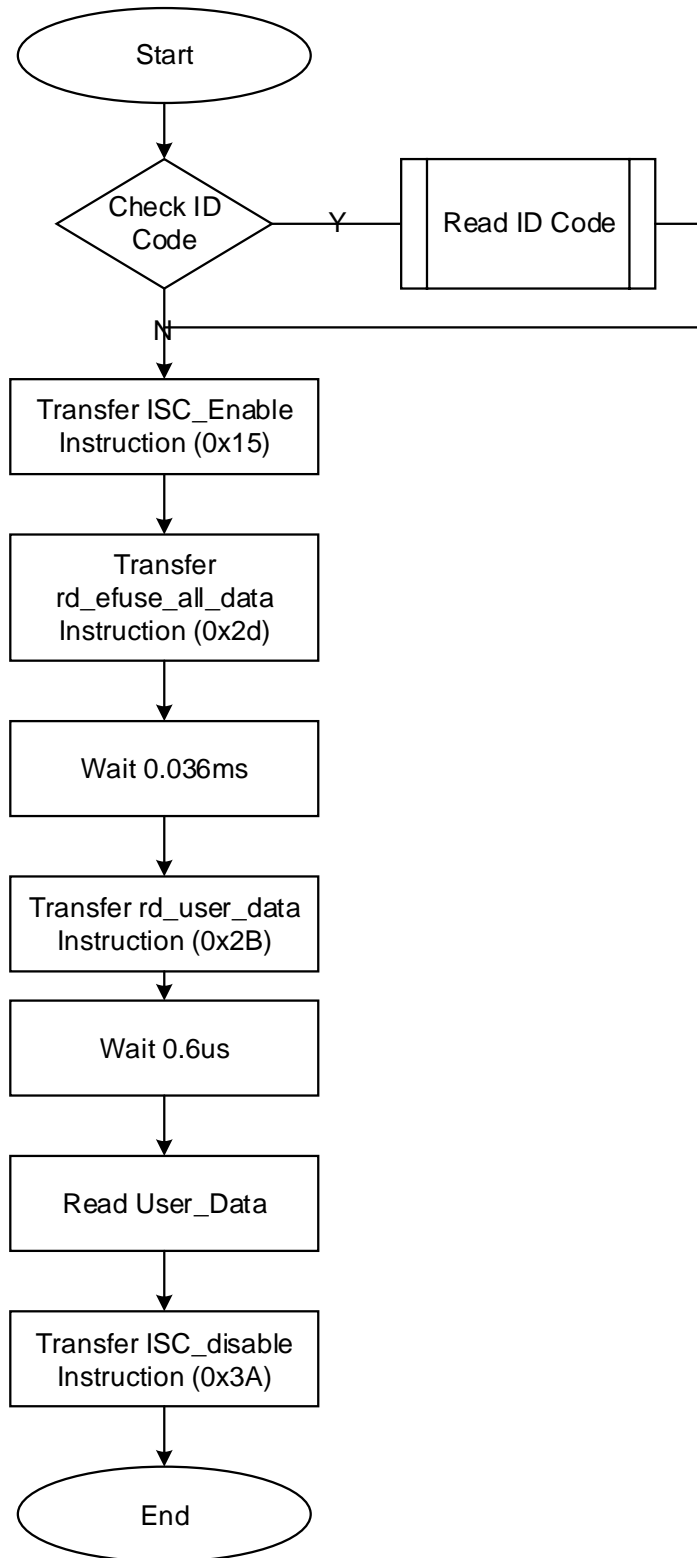 Start
Check ID
Code
Y
Read ID Code
N
Transfer ISC_Enable
Instruction (0x15)
Transfer
rd_efuse_all_data
Instruction (0x2d)
Wait 0.036ms
Transfer rd_user_data
Instruction (0x2B)
Wait 0.6us
Read User_Data
Transfer ISC_disable
Instruction (0x3A)
End